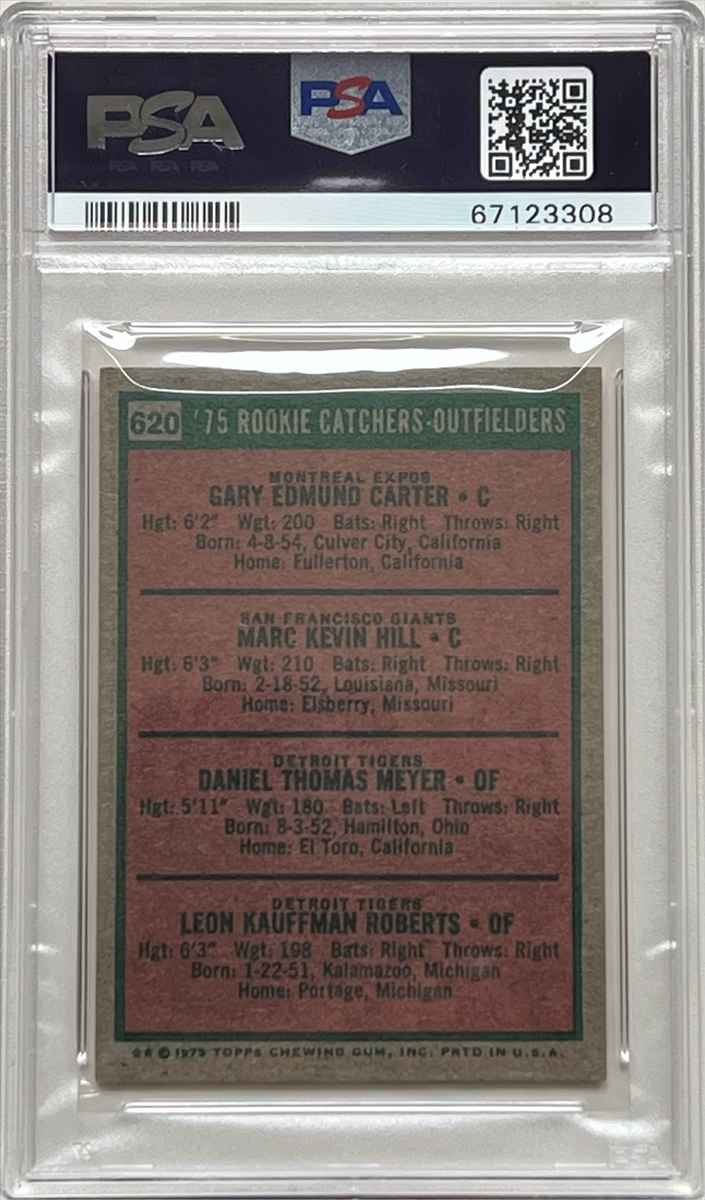 PSA
PSA
PSA PSA PSA
67123308
620 '75 ROOKIE CATCHERS-OUTFIELDERS
MONTREAL EXPOS
GARY EDMUND CARTER • C
Hgt: 6'2" Wgt: 200 Bats: Right Throws: Right
Born: 4-8-54, Culver City, California
Home: Fullerton, California
SAN FRANCISCO GIANTS
MARC KEVIN HILL • C
Hgt: 6'3" Wgt: 210 Bats: Right Throws: Right
Born: 2-18-52, Louisiana, Missouri
Home: Elsberry, Missouri
DETROIT TIGERS
DANIEL THOMAS MEYER • OF
Hgt: 5'11" Wgt: 180 Bats: Left Throws: Right
Born: 8-3-52, Hamilton, Ohio
Home: El Toro, California
DETROIT TIGERS
LEON KAUFFMAN ROBERTS • OF
Hgt: 6'3" Wgt: 198 Bats: Right Throws: Right
Born: 1-22-51, Kalamazoo, Michigan
Home: Portage, Michigan
** © 1975 TOPPS CHEWING GUM, INC. PRTD IN U.S.A.